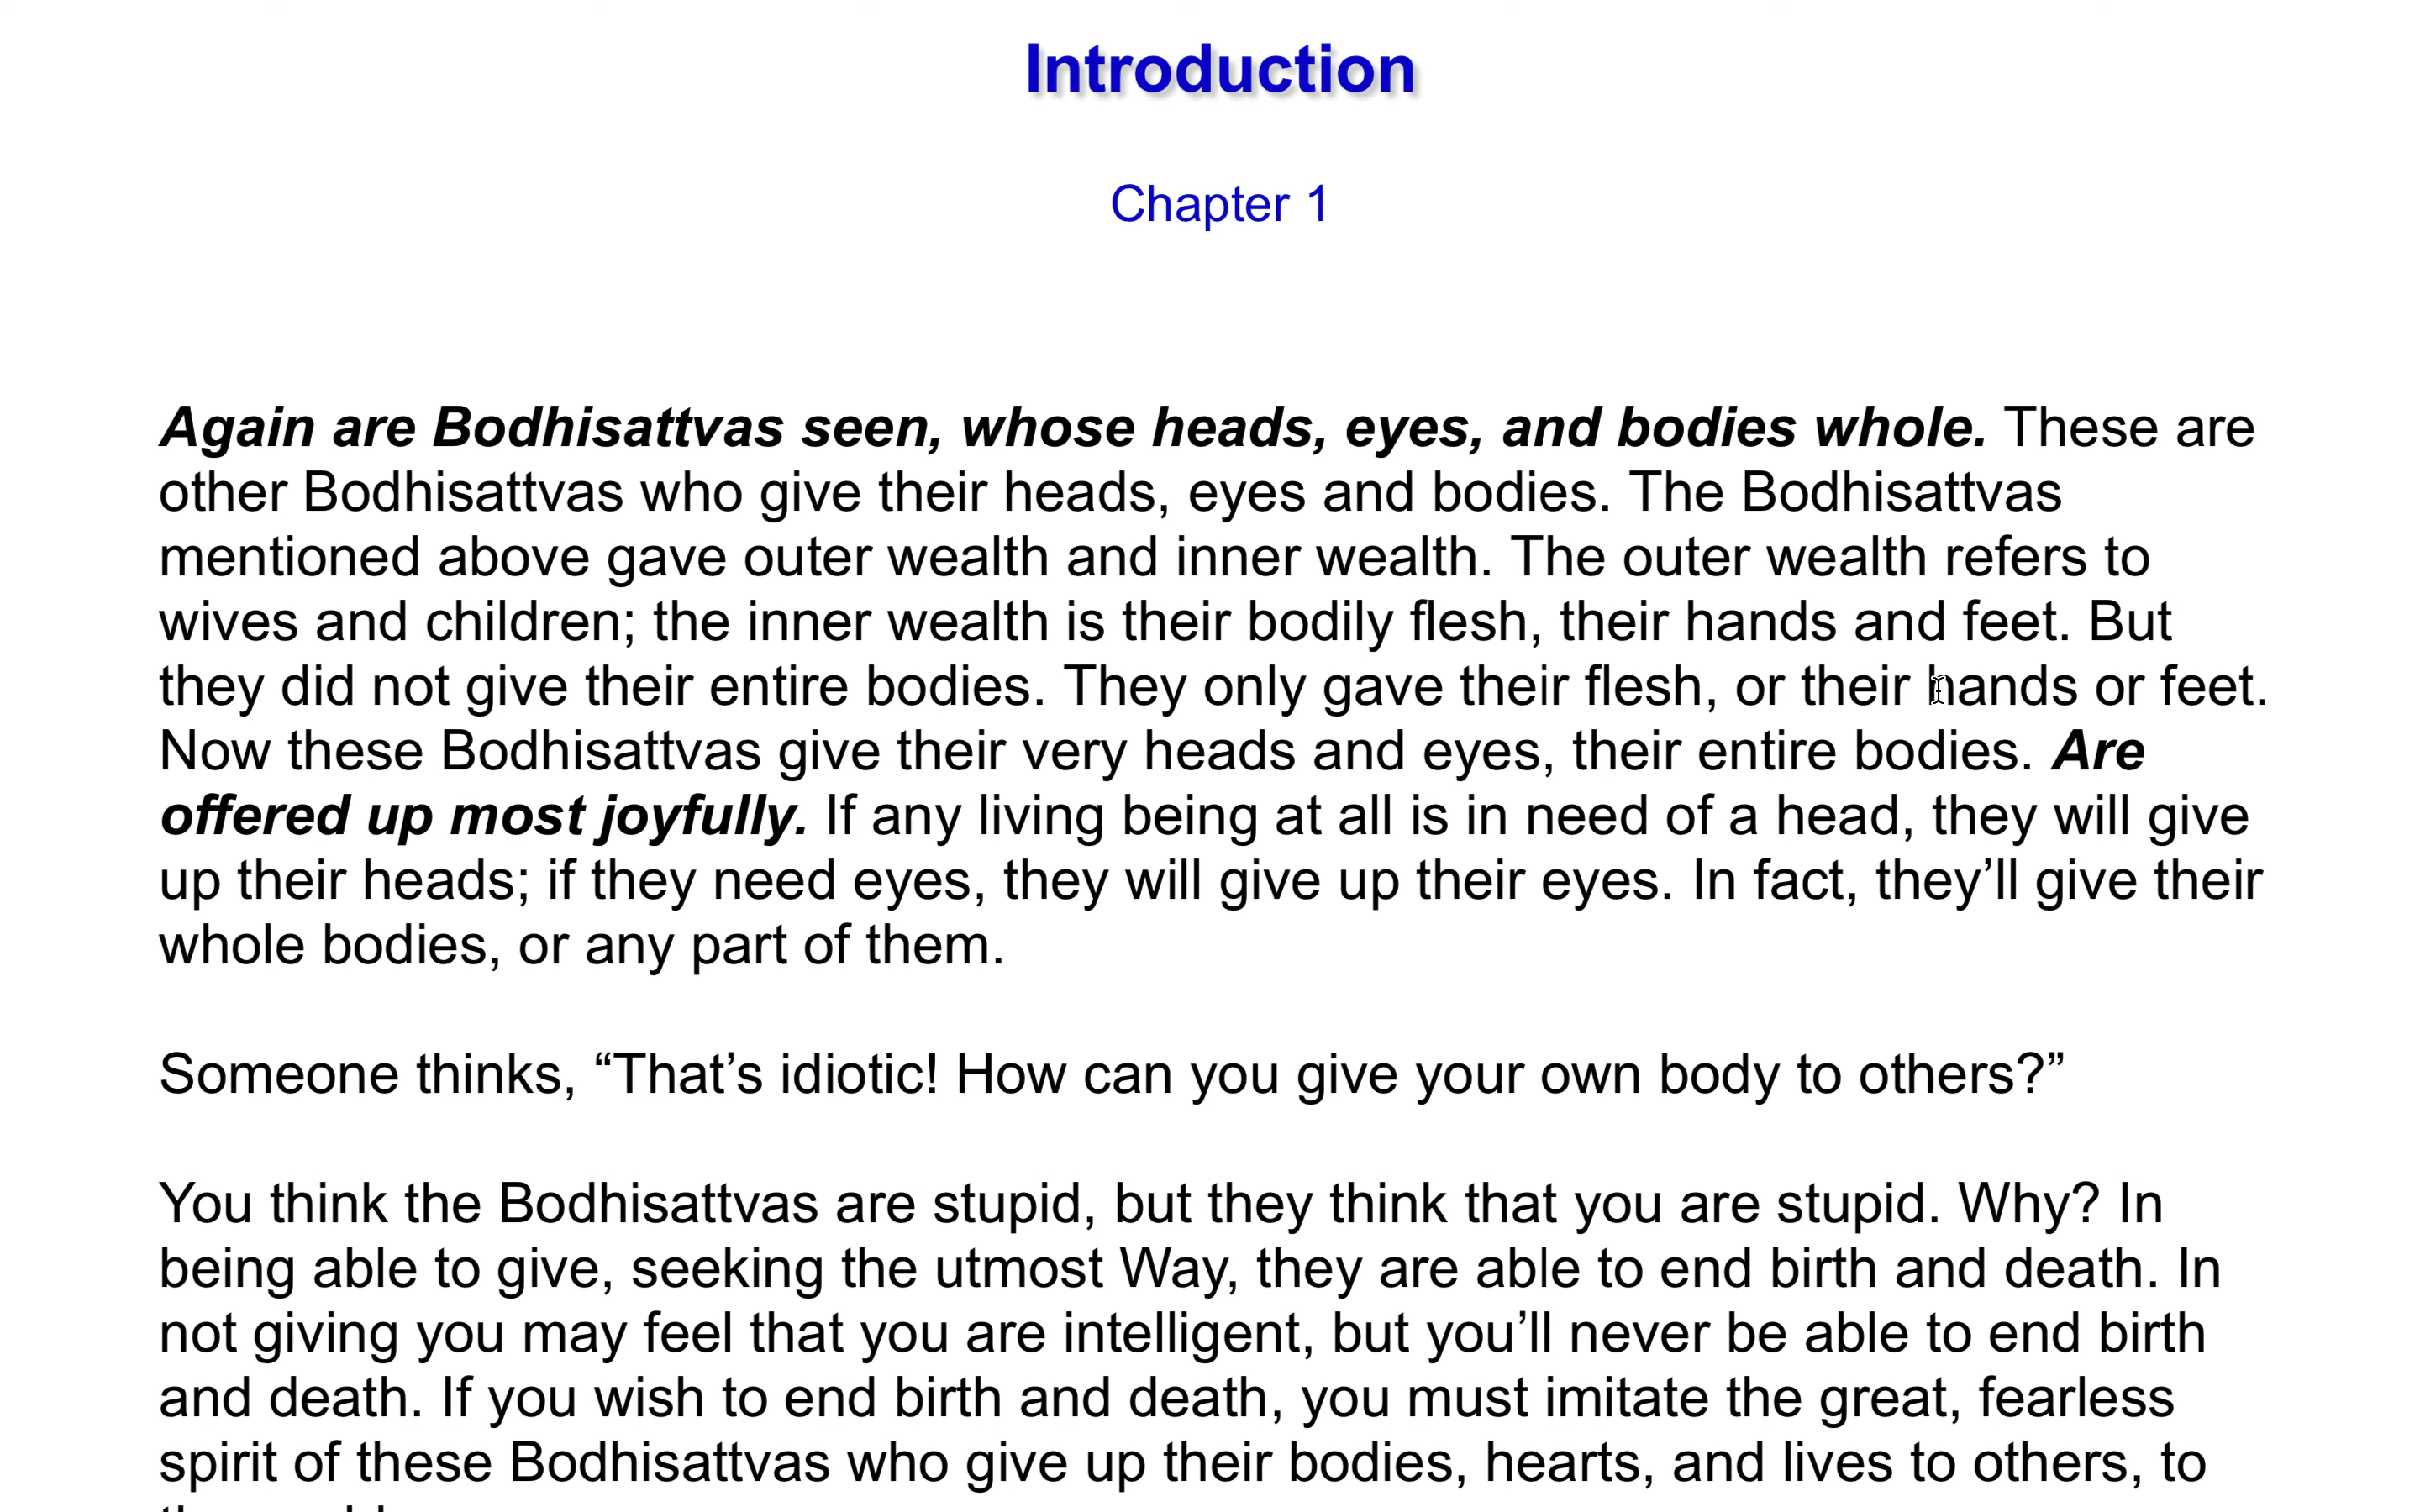 Introduction
Chapter 1
Again are Bodhisattvas seen, whose heads, eyes, and bodies whole. These are
other Bodhisattvas who give their heads, eyes and bodies. The Bodhisattvas
mentioned above gave outer wealth and inner wealth. The outer wealth refers to
wives and children; the inner wealth is their bodily flesh, their hands and feet. But
they did not give their entire bodies. They only gave their flesh, or their hands or feet.
Now these Bodhisattvas give their very heads and eyes, their entire bodies. Are
offered up most joyfully. If any living being at all is in need of a head, they will give
up their heads; if they need eyes, they will give up their eyes. In fact, they’ll give their
whole bodies, or any part of them.
Someone thinks, “That’s idiotic! How can you give your own body to others?”
You think the Bodhisattvas are stupid, but they think that you are stupid. Why? In
being able to give, seeking the utmost Way, they are able to end birth and death. In
not giving you may feel that you are intelligent, but you’ll never be able to end birth
and death. If you wish to end birth and death, you must imitate the great, fearless
spirit of these Bodhisattvas who give up their bodies, hearts, and lives to others, to